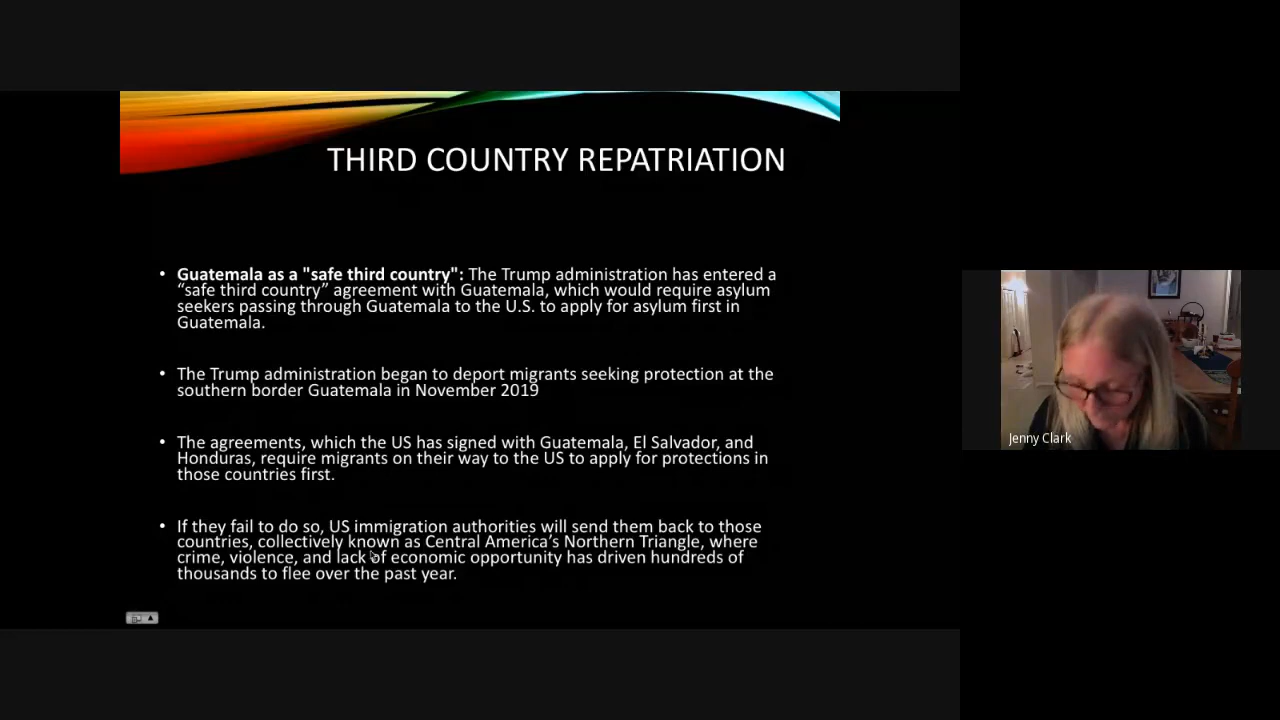 THIRD COUNTRY REPATRIATION
• Guatemala as a "safe third country": The Trump administration has entered a
“safe third country” agreement with Guatemala, which would require asylum
seekers passing through Guatemala to the U.S. to apply for asylum first in
Guatemala.
• The Trump administration began to deport migrants seeking protection at the
southern border Guatemala in November 2019
• The agreements, which the US has signed with Guatemala, El Salvador, and
Honduras, require migrants on their way to the US to apply for protections in
those countries first.
• If they fail to do so, US immigration authorities will send them back to those
countries, collectively known as Central America’s Northern Triangle, where
crime, violence, and lack of economic opportunity has driven hundreds of
thousands to flee over the past year.
Jenny Clark